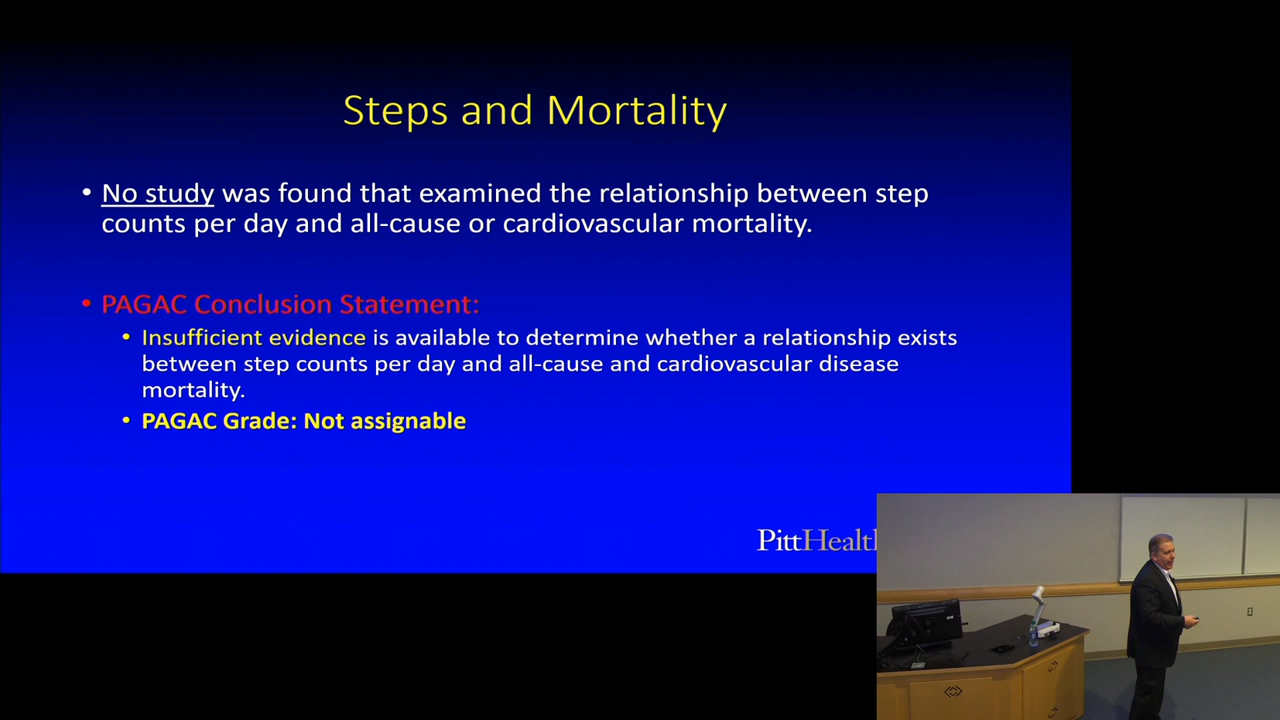 Steps and Mortality
• No study was found that examined the relationship between step
counts per day and all-cause or cardiovascular mortality.
• PAGAC Conclusion Statement:
• Insufficient evidence is available to determine whether a relationship exists
between step counts per day and all-cause and cardiovascular disease
mortality.
• PAGAC Grade: Not assignable
PittHealth